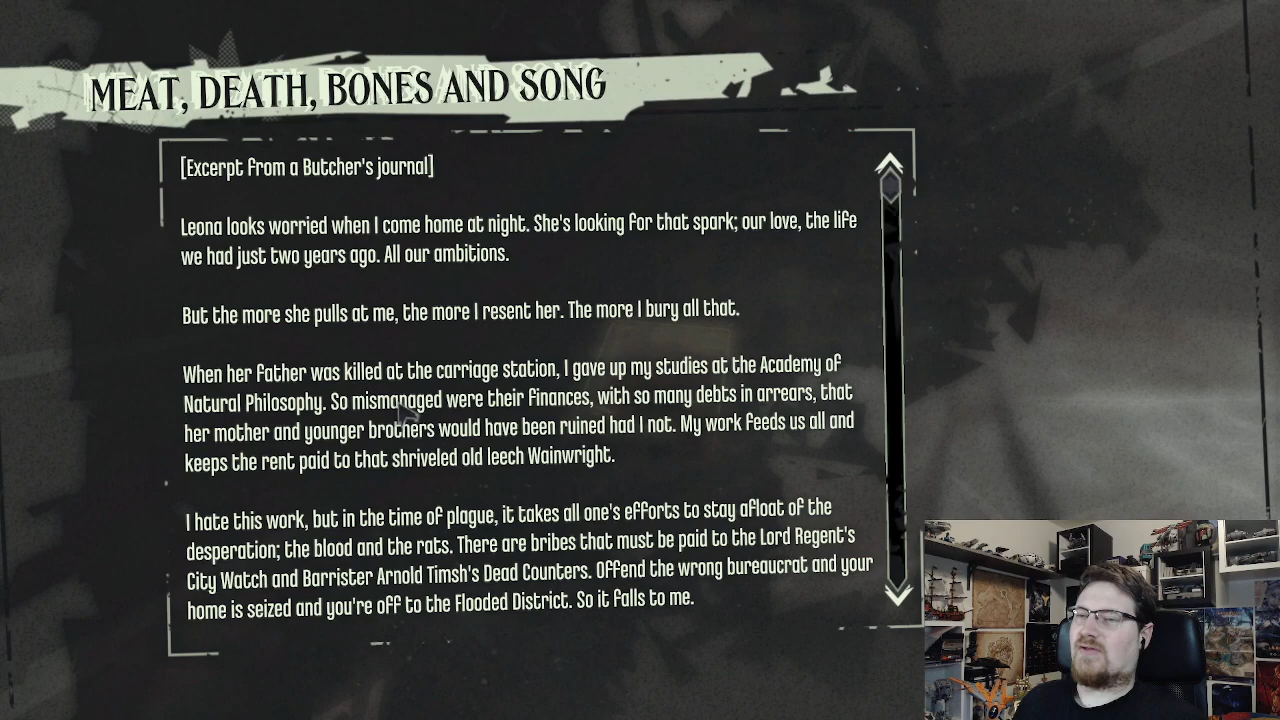 MEAT, DEATH, BONES AND SONG
[Excerpt from a Butcher's journal]
Leona looks worried when I come home at night. She's looking for that spark; our love, the life
we had just two years ago. All our ambitions.
But the more she pulls at me, the more I resent her. The more I bury all that.
When her father was killed at the carriage station, I gave up my studies at the Academy of
Natural Philosophy. So mismanaged were their finances, with so many debts in arrears, that
her mother and younger brothers would have been ruined had I not. My work feeds us all and
keeps the rent paid to that shriveled old leech Wainwright.
I hate this work, but in the time of plague, it takes all one's efforts to stay afloat of the
desperation; the blood and the rats. There are bribes that must be paid to the Lord Regent's
City Watch and Barrister Arnold Timsh's Dead Counters. Offend the wrong bureaucrat and your
home is seized and you're off to the Flooded District. So it falls to me.